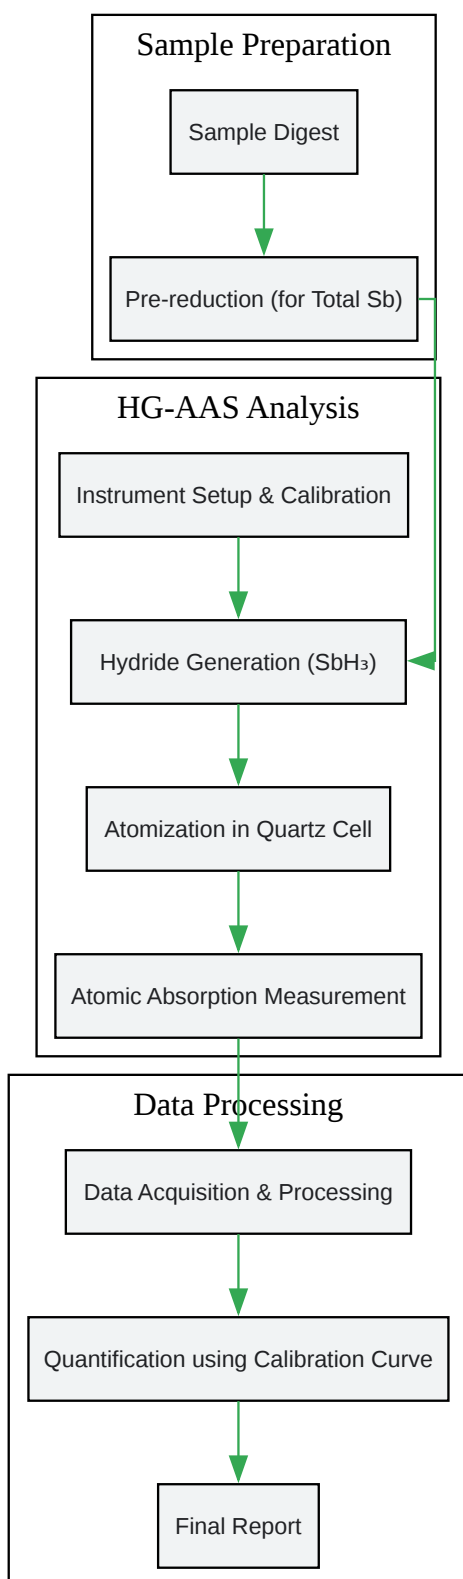 Sample Preparation
Sample Digest
Pre-reduction (for Total Sb)
HG-AAS Analysis
Instrument Setup & Calibration
Hydride Generation (SbH₃)
Atomization in Quartz Cell
Atomic Absorption Measurement
Data Processing
Data Acquisition & Processing
Quantification using Calibration Curve
Final Report